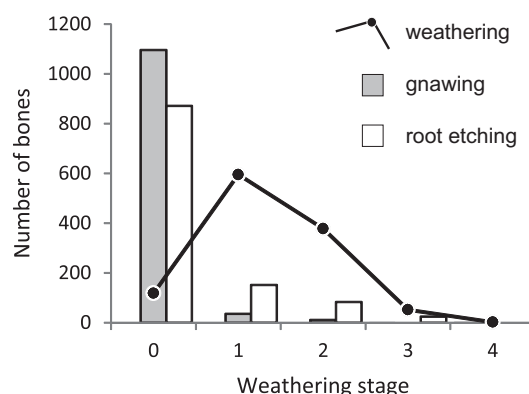 1200
1000
800
600
400
200
0
Number of bones
weathering
gnawing
root etching
0 1 2 3 4
Weathering stage